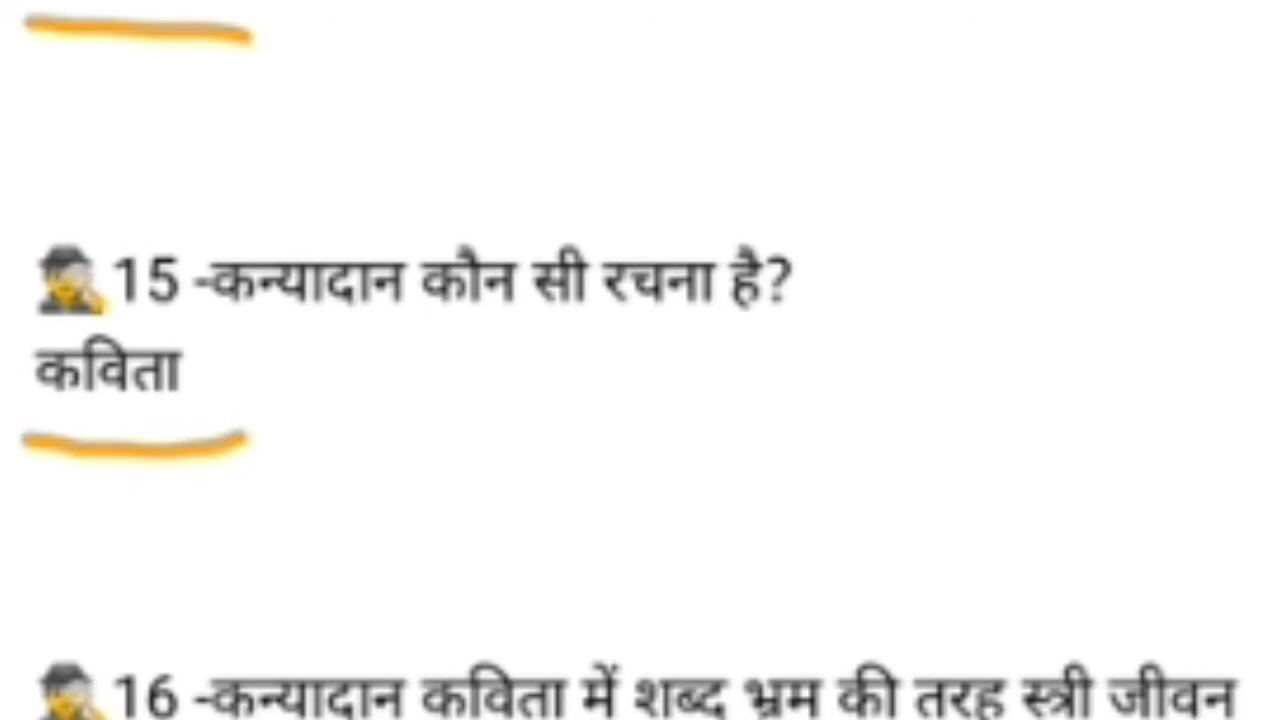 🕵️15 -कन्यादान कौन सी रचना है?
कविता
🕵️16 -कन्यादान कविता में शब्द भ्रम की तरह स्त्री जीवन